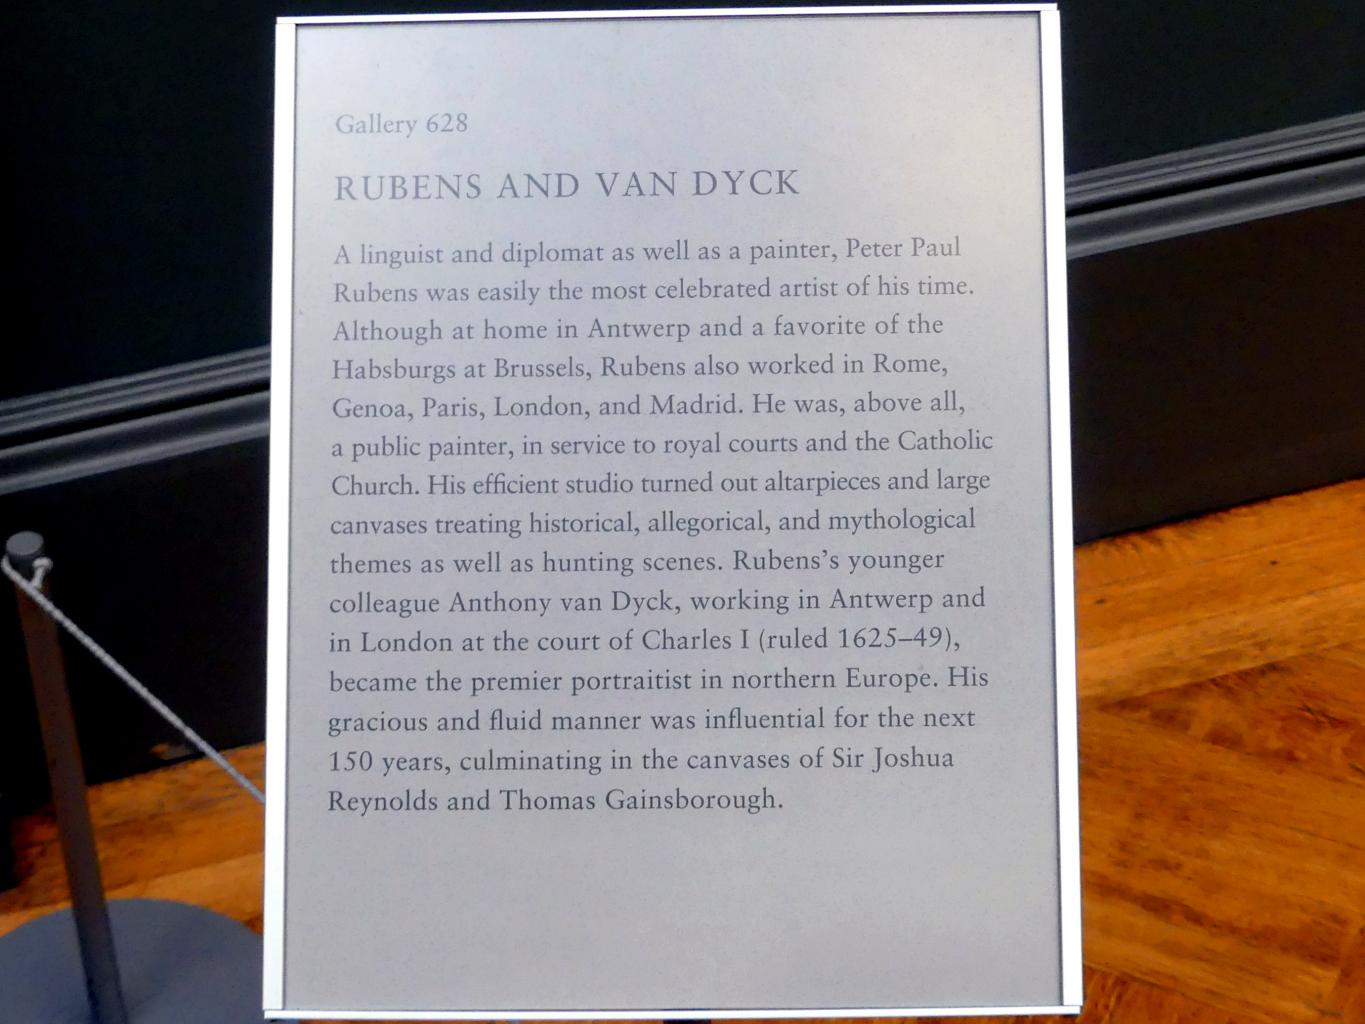 Gallery 628
RUBENS AND VAN DYCK
A linguist and diplomat as well as a painter, Peter Paul
Rubens was easily the most celebrated artist of his time.
Although at home in Antwerp and a favorite of the
Habsburgs at Brussels, Rubens also worked in Rome,
Genoa, Paris, London, and Madrid. He was, above all,
a public painter, in service to royal courts and the Catholic
Church. His efficient studio turned out altarpieces and large
canvases treating historical, allegorical, and mythological
themes as well as hunting scenes. Rubens’s younger
colleague Anthony van Dyck, working in Antwerp and
in London at the court of Charles I (ruled 1625–49),
became the premier portraitist in northern Europe. His
gracious and fluid manner was influential for the next
150 years, culminating in the canvases of Sir Joshua
Reynolds and Thomas Gainsborough.